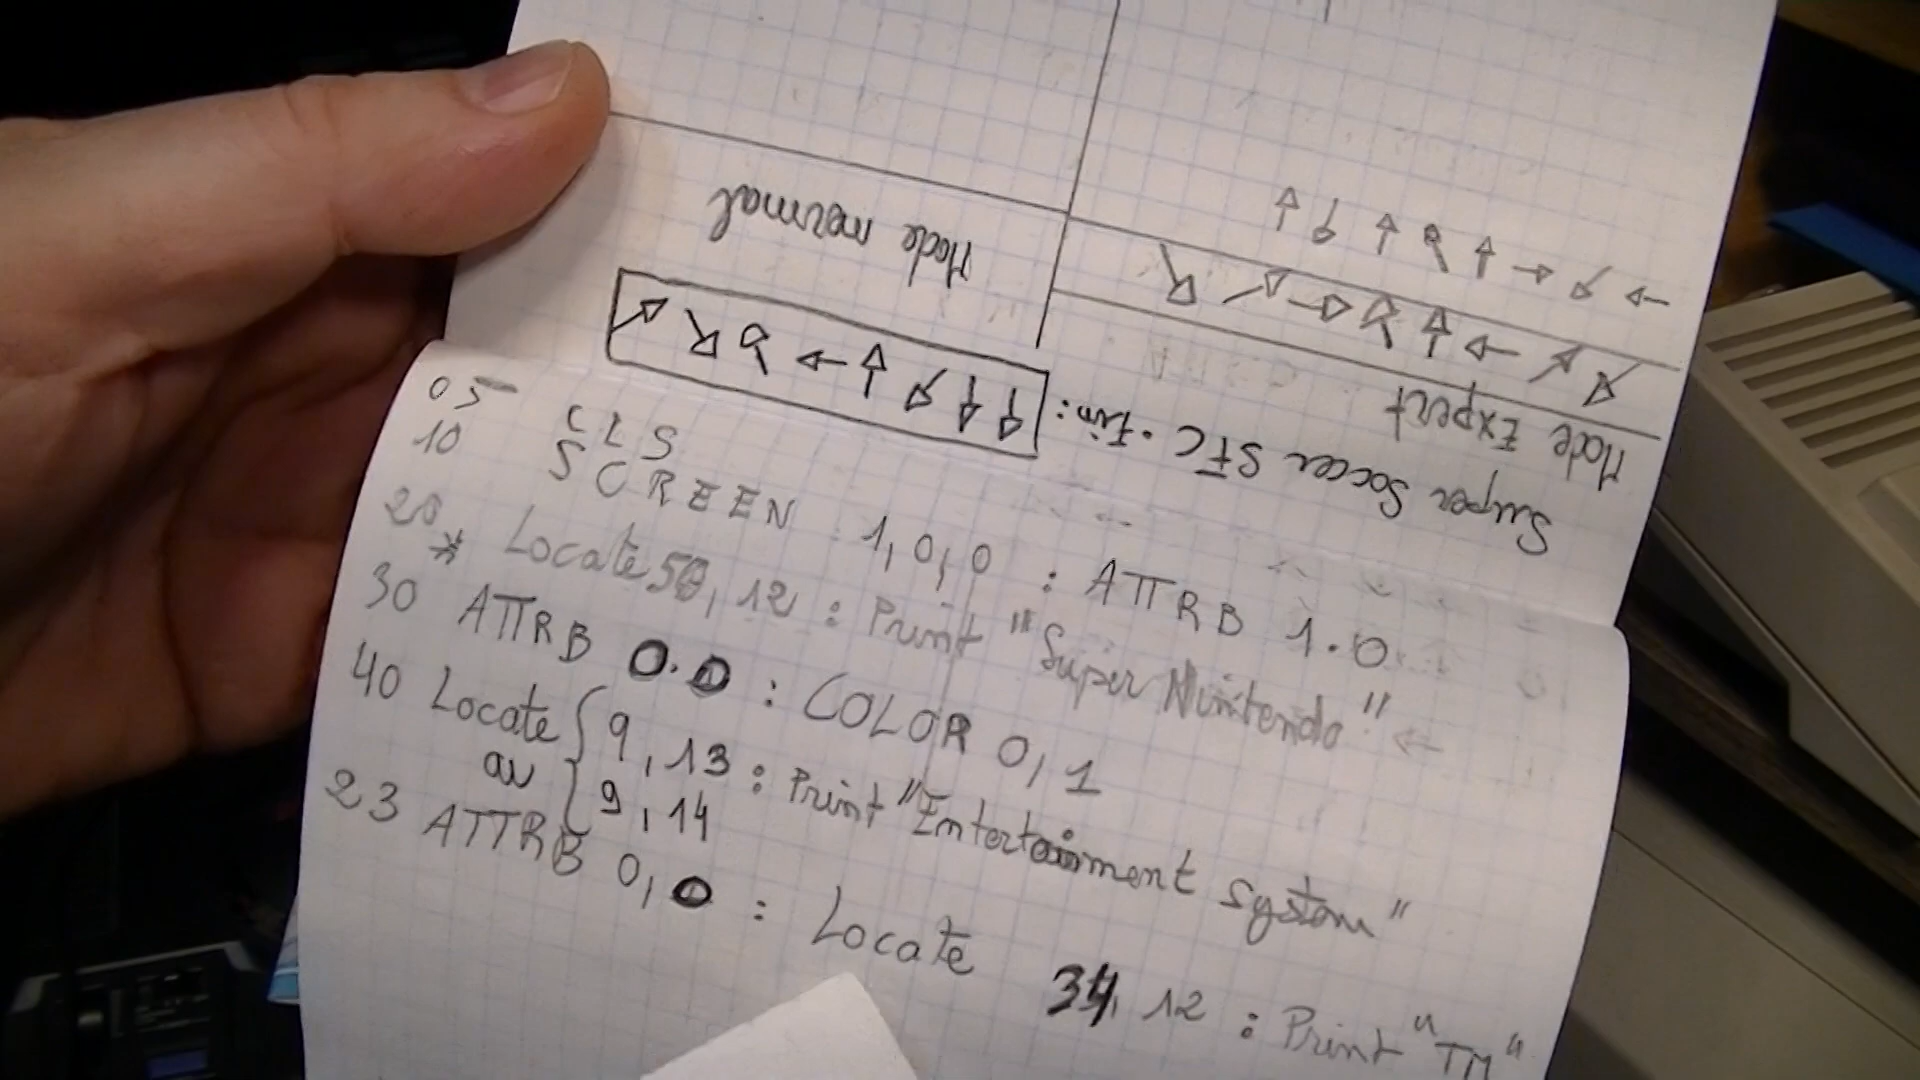 05 CLS
10 SCREEN 1,0,0 : ATTRB 1.0
20 * Locate 50, 12 : Print "Super Nintendo" ←
30 ATTRB 0.0 : COLOR 0,1
40 Locate { 9, 13 : Print "Entertainment System"
ou { 9, 14
23 ATTRB 0,0 : Locate 34, 12 : Print "TM"
Super Soccer SFC. Fin : ↑ ↑ ↗ ↓ → ↘ ↖ ↙
Mode Expert
Mode normal